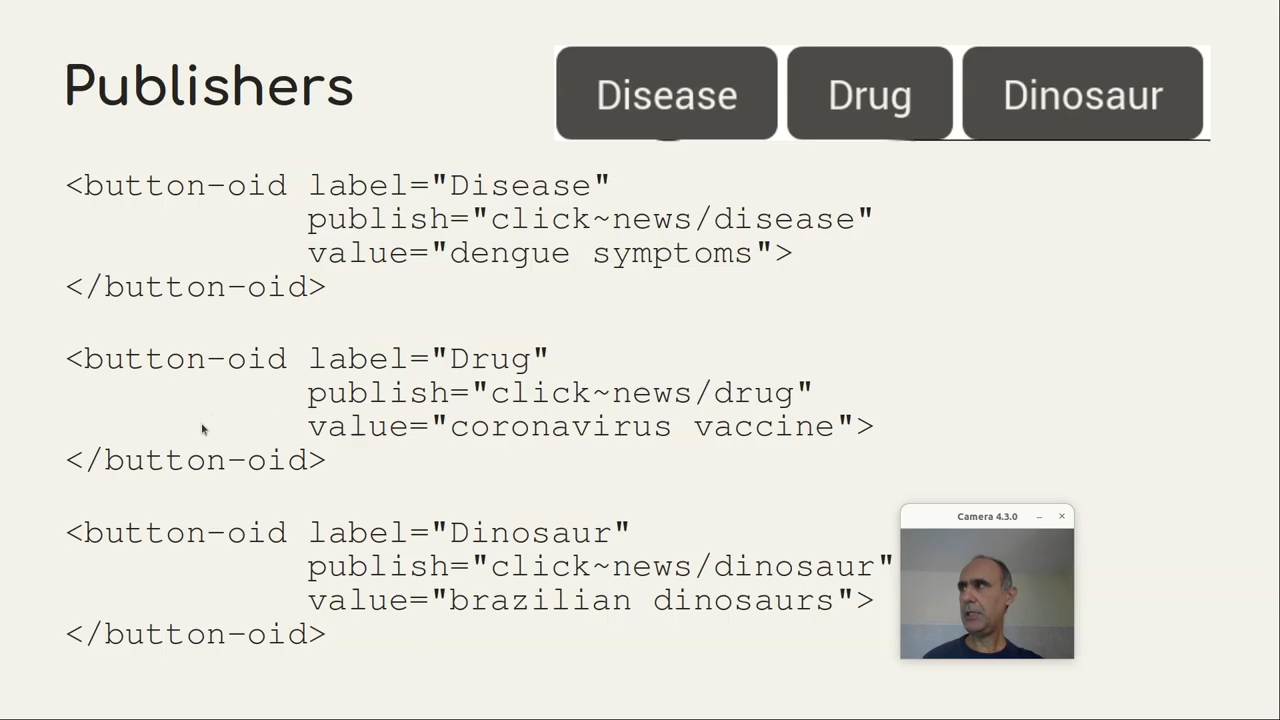 Publishers
Disease Drug Dinosaur
<button-oid label="Disease"
publish="click~news/disease"
value="dengue symptoms">
</button-oid>
<button-oid label="Drug"
publish="click~news/drug"
value="coronavirus vaccine">
</button-oid>
<button-oid label="Dinosaur"
publish="click~news/dinosaur"
value="brazilian dinosaurs">
</button-oid>
Camera 4.3.0